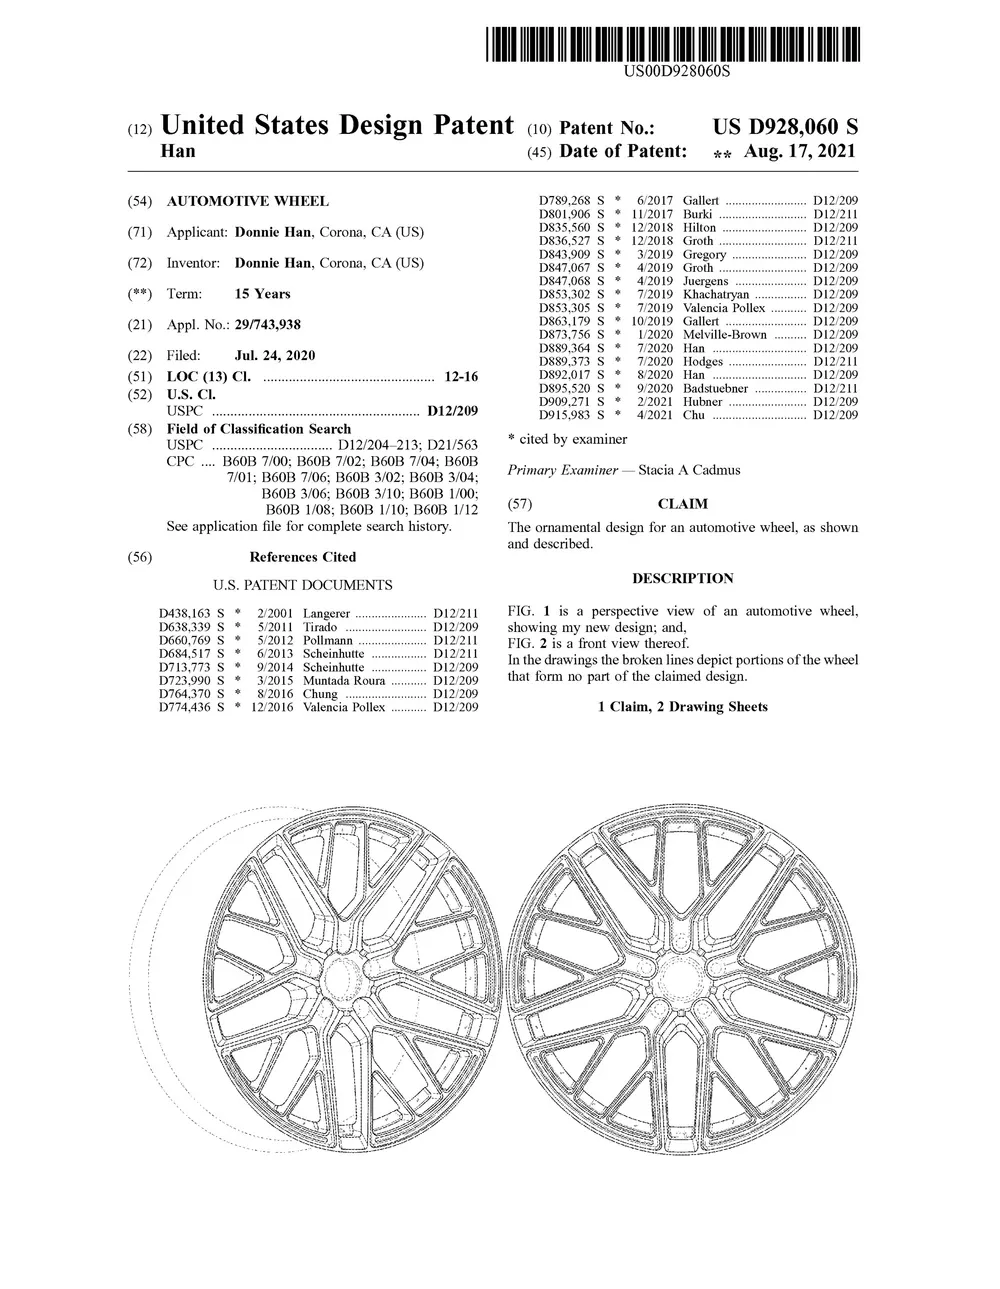 US00D928060S
(12) United States Design Patent
Han
(10) Patent No.: US D928,060 S
(45) Date of Patent: ** Aug. 17, 2021
(54) AUTOMOTIVE WHEEL
(71) Applicant: Donnie Han, Corona, CA (US)
(72) Inventor: Donnie Han, Corona, CA (US)
(**) Term: 15 Years
(21) Appl. No.: 29/743,938
(22) Filed: Jul. 24, 2020
(51) LOC (13) Cl. .............................................. 12-16
(52) U.S. Cl.
USPC ........................................................ D12/209
(58) Field of Classification Search
USPC ................................ D12/204–213; D21/563
CPC .... B60B 7/00; B60B 7/02; B60B 7/04; B60B
7/01; B60B 7/06; B60B 3/02; B60B 3/04;
B60B 3/06; B60B 3/10; B60B 1/00;
B60B 1/08; B60B 1/10; B60B 1/12
See application file for complete search history.
(56) References Cited
U.S. PATENT DOCUMENTS
D438,163 S * 2/2001 Langerer ...................... D12/211
D638,339 S * 5/2011 Tirado ......................... D12/209
D660,769 S * 5/2012 Pollmann ..................... D12/211
D684,517 S * 6/2013 Scheinhutte ................. D12/211
D713,773 S * 9/2014 Scheinhutte ................. D12/209
D723,990 S * 3/2015 Muntada Roura ........... D12/209
D764,370 S * 8/2016 Chung ......................... D12/209
D774,436 S * 12/2016 Valencia Pollex ........... D12/209
D789,268 S * 6/2017 Gallert ......................... D12/209
D801,906 S * 11/2017 Burki ........................... D12/211
D835,560 S * 12/2018 Hilton .......................... D12/209
D836,527 S * 12/2018 Groth ........................... D12/211
D843,909 S * 3/2019 Gregory ....................... D12/209
D847,067 S * 4/2019 Groth ........................... D12/209
D847,068 S * 4/2019 Juergens ...................... D12/209
D853,302 S * 7/2019 Khachatryan ................ D12/209
D853,305 S * 7/2019 Valencia Pollex ........... D12/209
D863,179 S * 10/2019 Gallert ......................... D12/209
D873,756 S * 1/2020 Melville-Brown .......... D12/209
D889,364 S * 7/2020 Han ............................. D12/209
D889,373 S * 7/2020 Hodges ........................ D12/211
D892,017 S * 8/2020 Han ............................. D12/209
D895,520 S * 9/2020 Badstuebner ................ D12/211
D909,271 S * 2/2021 Hubner ........................ D12/209
D915,983 S * 4/2021 Chu ............................. D12/209
* cited by examiner
Primary Examiner — Stacia A Cadmus
(57) CLAIM
The ornamental design for an automotive wheel, as shown
and described.
DESCRIPTION
FIG. 1 is a perspective view of an automotive wheel,
showing my new design; and,
FIG. 2 is a front view thereof.
In the drawings the broken lines depict portions of the wheel
that form no part of the claimed design.
1 Claim, 2 Drawing Sheets